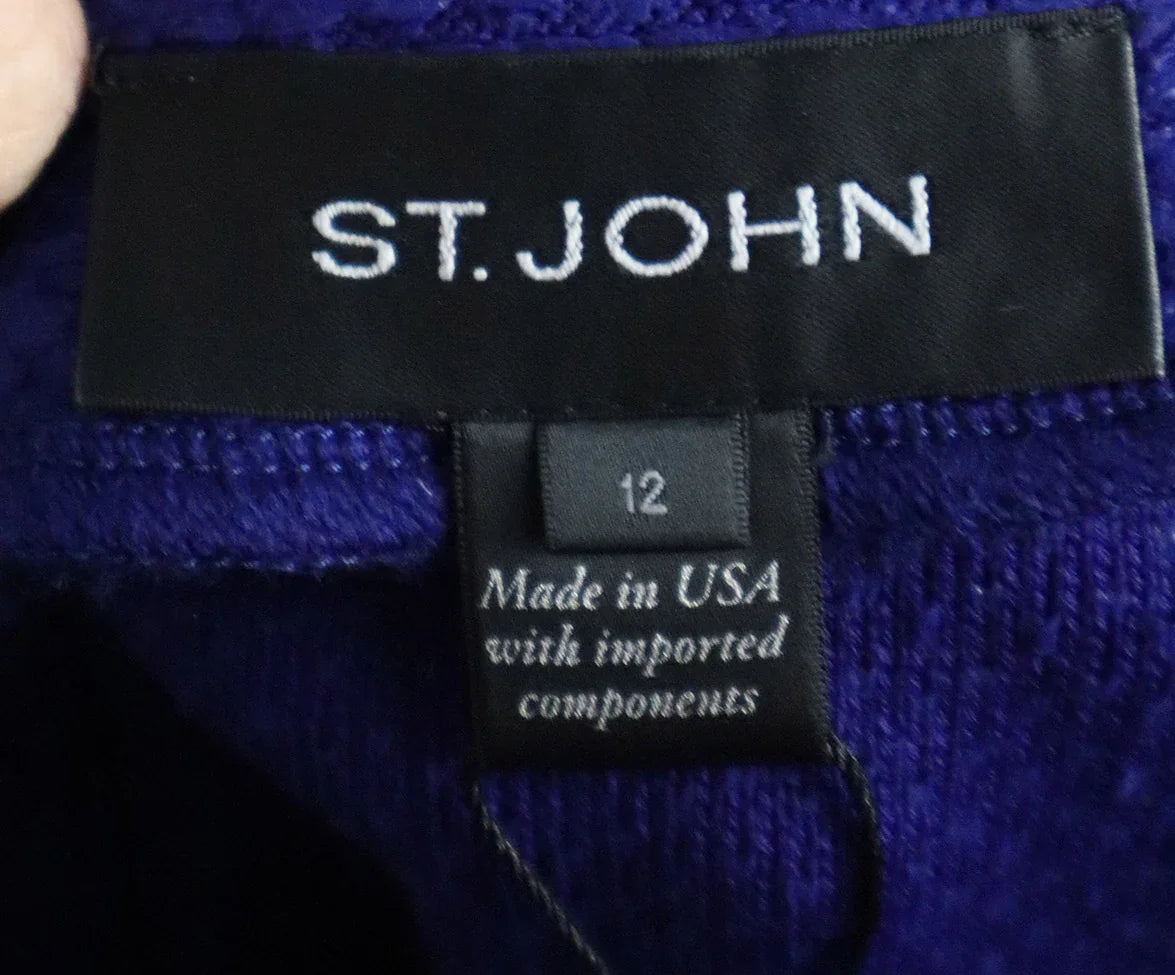 ST. JOHN
12
Made in USA
with imported
components